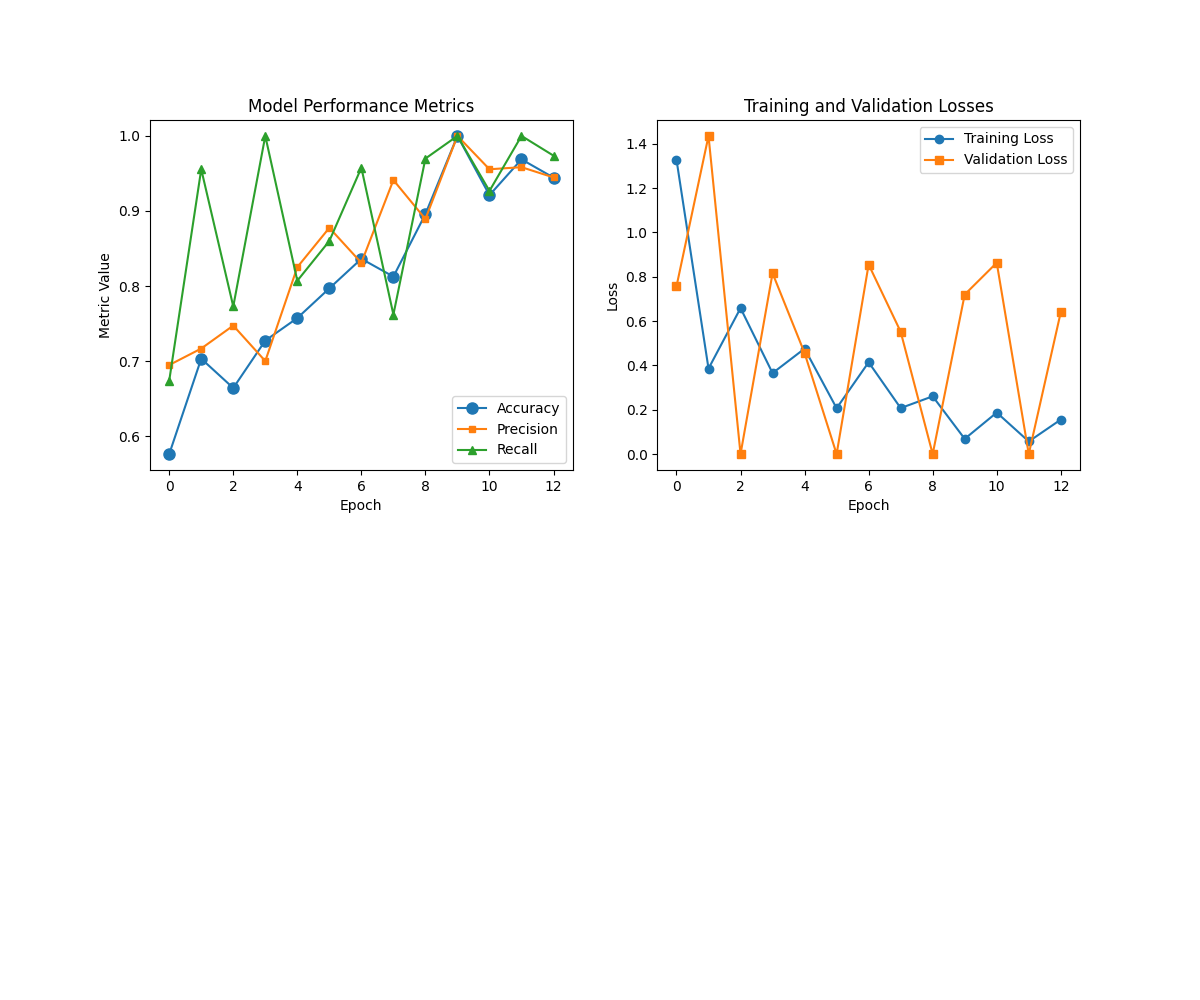 Model Performance Metrics
Metric Value
1.0
0.9
0.8
0.7
0.6
0 2 4 6 8 10 12
Epoch
Accuracy
Precision
Recall
Training and Validation Losses
Loss
1.4
1.2
1.0
0.8
0.6
0.4
0.2
0.0
0 2 4 6 8 10 12
Epoch
Training Loss
Validation Loss